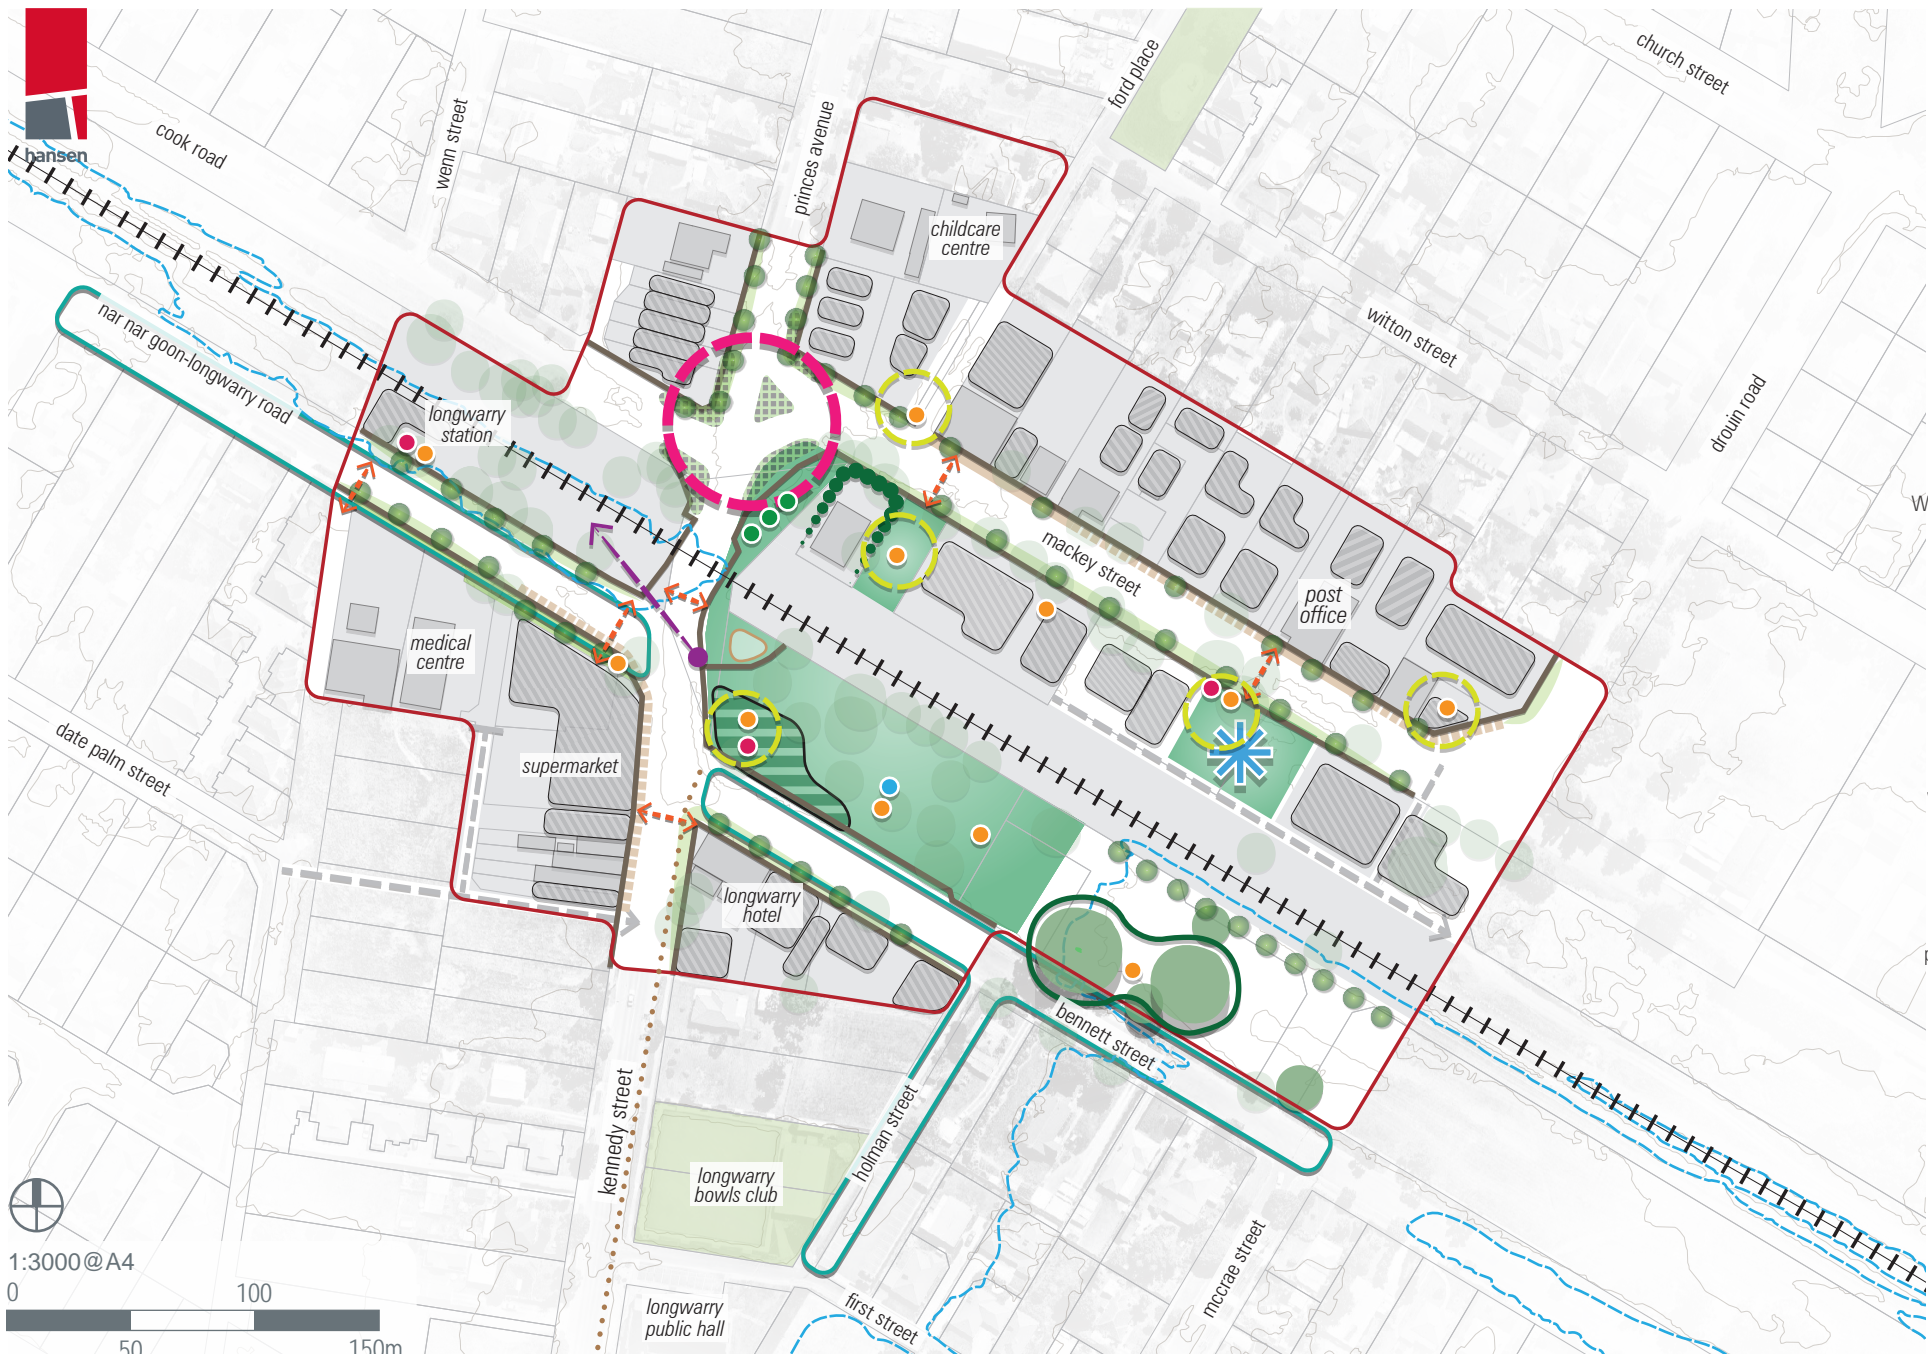 hansen
cook road
wenn street
princes avenue
ford place
church street
childcare
centre
witton street
drouin road
nar nar goon-longwarry road
longwarry
station
mackey street
post
office
medical
centre
date palm street
supermarket
longwarry
hotel
bennett street
kennedy street
holman street
longwarry
bowls club
mccrae street
first street
longwarry
public hall
1:3000@A4
0
100
50
150m